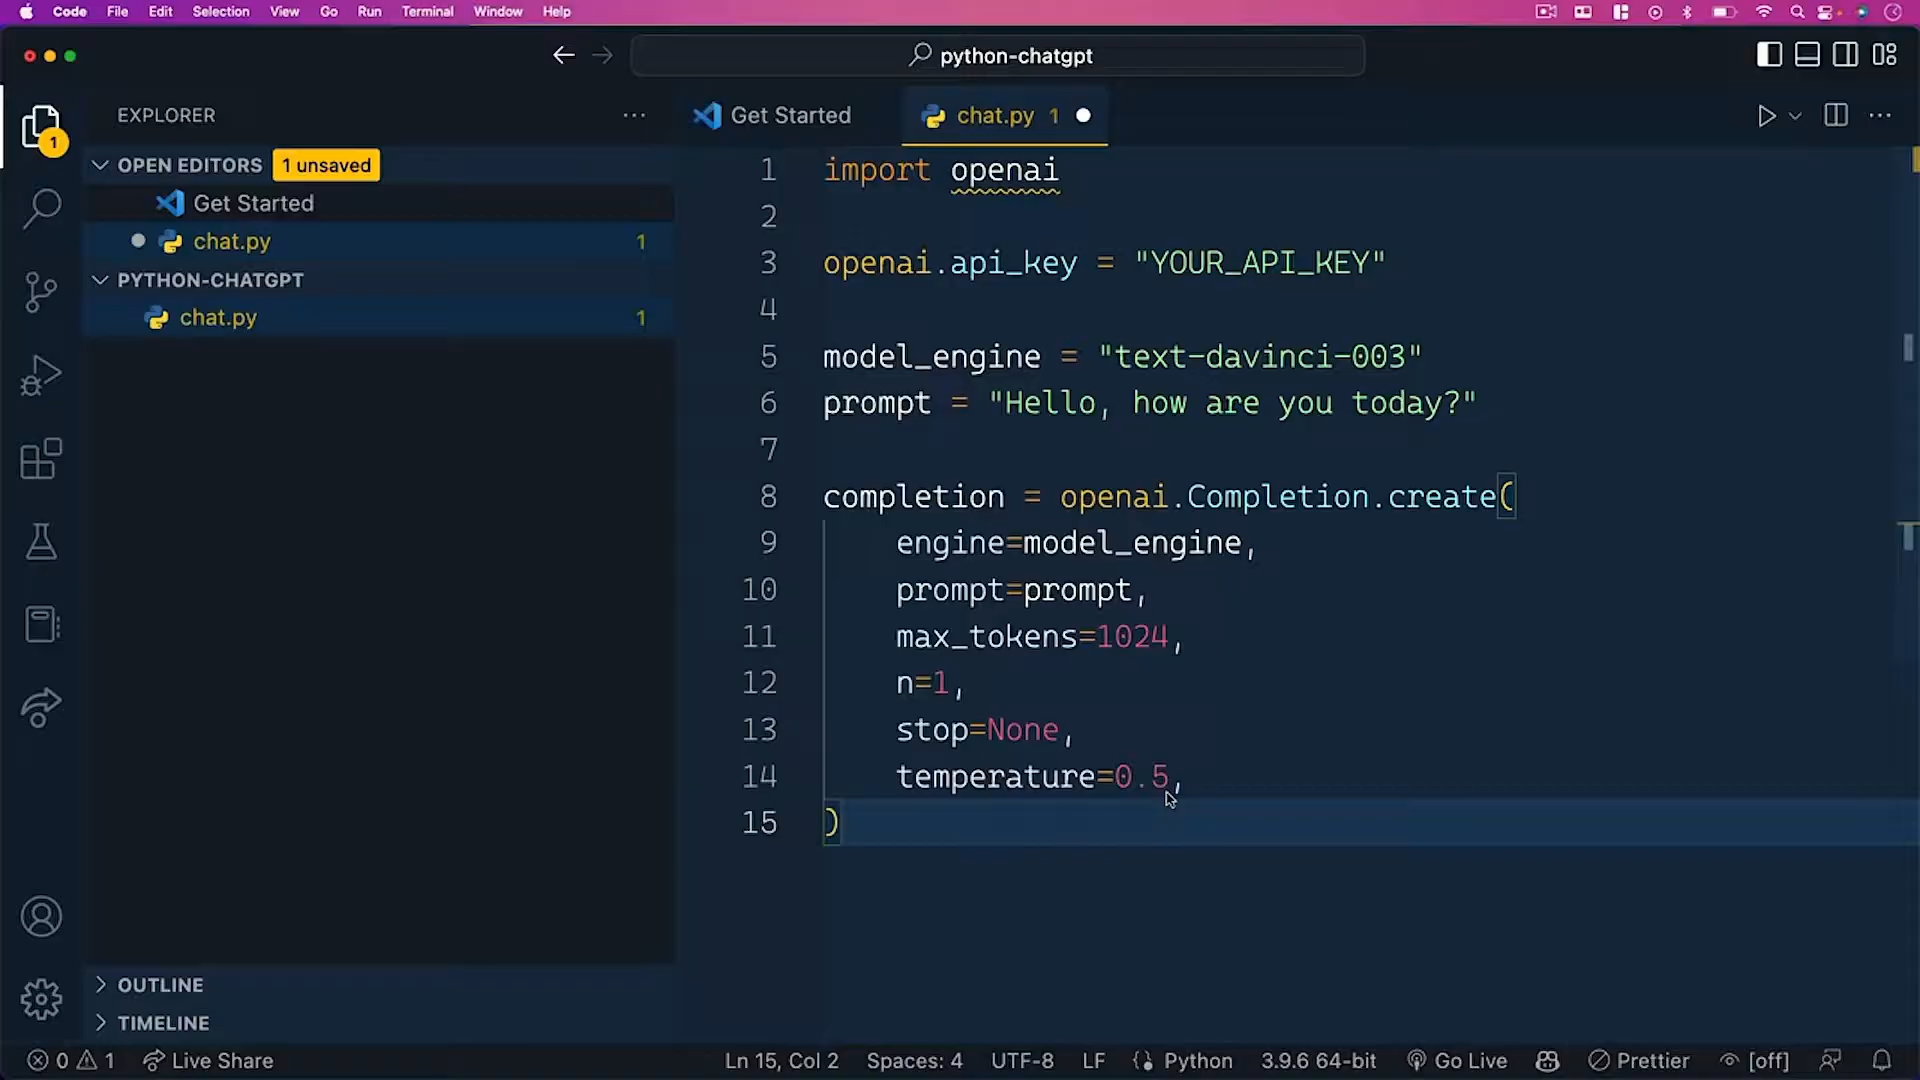 Code File Edit Selection View Go Run Terminal Window Help
python-chatgpt
EXPLORER
Get Started
chat.py 1
1
OPEN EDITORS 1 unsaved
Get Started
chat.py 1
PYTHON-CHATGPT
chat.py 1
1 import openai
2
3 openai.api_key = "YOUR_API_KEY"
4
5 model_engine = "text-davinci-003"
6 prompt = "Hello, how are you today?"
7
8 completion = openai.Completion.create(
9 engine=model_engine,
10 prompt=prompt,
11 max_tokens=1024,
12 n=1,
13 stop=None,
14 temperature=0.5,
15 )
OUTLINE
TIMELINE
0 1 Live Share Ln 15, Col 2 Spaces: 4 UTF-8 LF Python 3.9.6 64-bit Go Live Prettier [off]